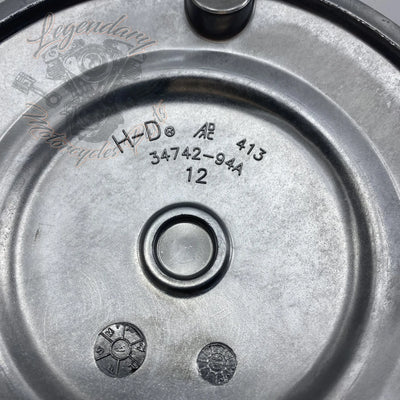 Legendary
Motorcycles
H-D® 413
34742-94A
12